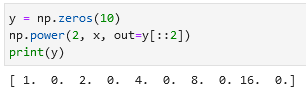 y = np.zeros(10)
np.power(2, x, out=y[::2])
print(y)
[ 1.  0.  2.  0.  4.  0.  8.  0. 16.  0.]